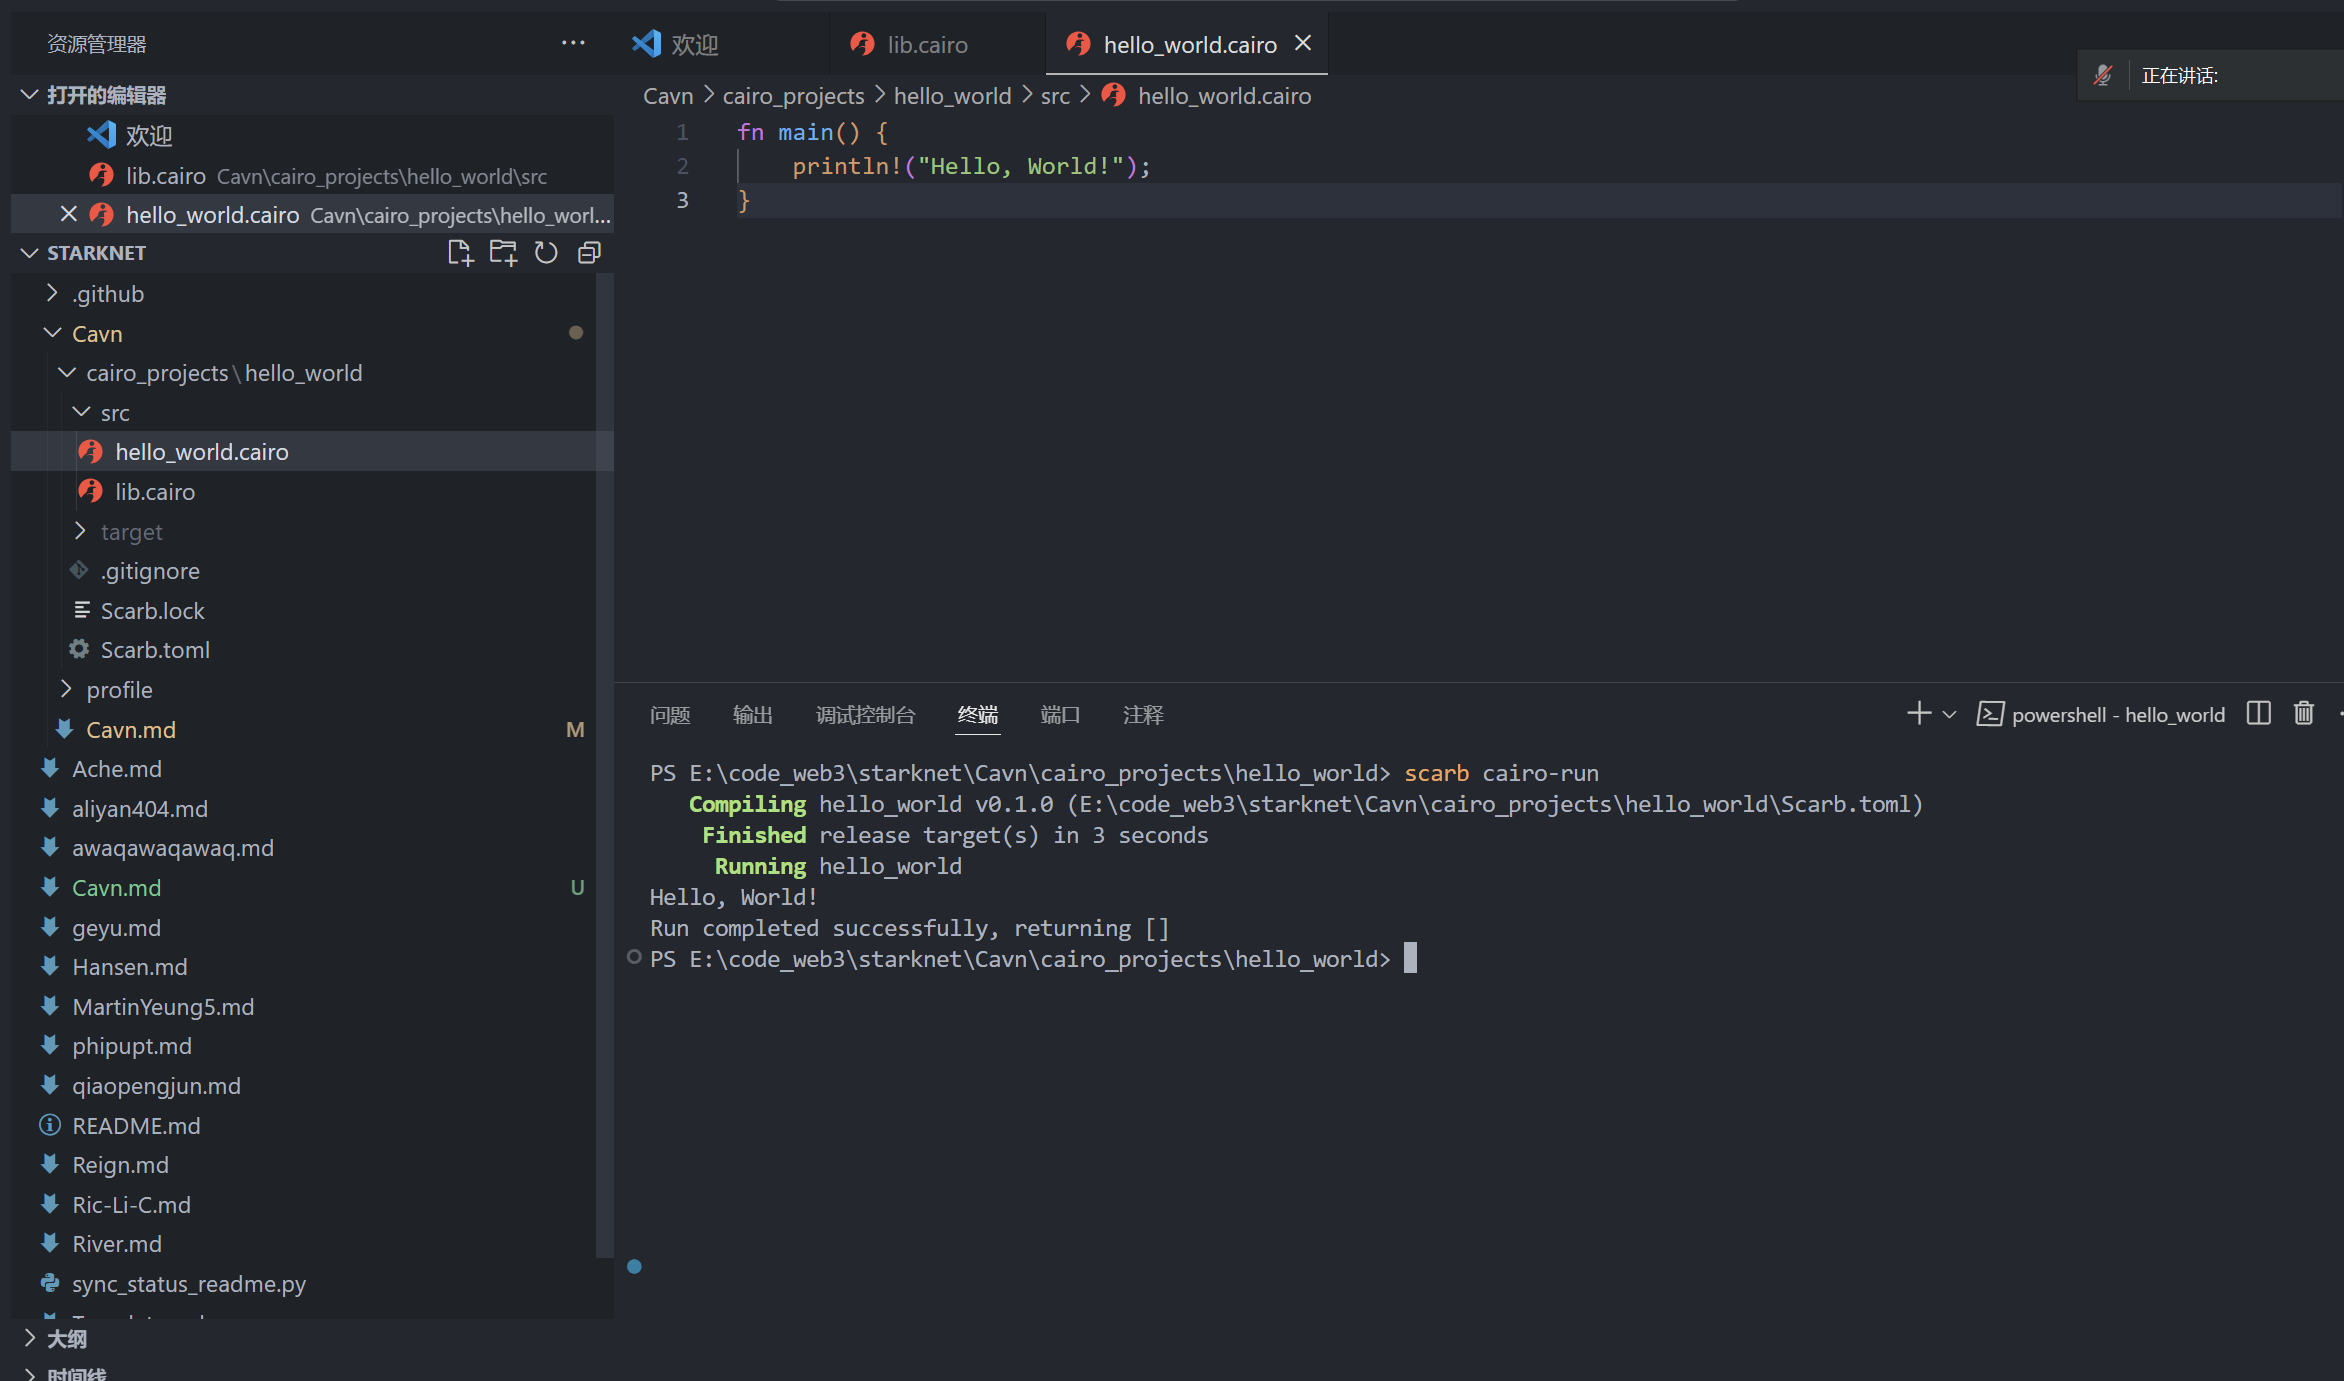 资源管理器
打开的编辑器
欢迎
lib.cairo Cavn\cairo_projects\hello_world\src
hello_world.cairo Cavn\cairo_projects\hello_worl...
STARKNET
.github
Cavn
cairo_projects\hello_world
src
hello_world.cairo
lib.cairo
target
.gitignore
Scarb.lock
Scarb.toml
profile
Cavn.md M
Ache.md
aliyan404.md
awaqawaqawaq.md
Cavn.md U
geyu.md
Hansen.md
MartinYeung5.md
phipupt.md
qiaopengjun.md
README.md
Reign.md
Ric-Li-C.md
River.md
sync_status_readme.py
大纲
时间线
欢迎 lib.cairo hello_world.cairo
正在讲话:
Cavn > cairo_projects > hello_world > src > hello_world.cairo
1 fn main() {
2     println!("Hello, World!");
3 }
问题 输出 调试控制台 终端 端口 注释
powershell - hello_world
PS E:\code_web3\starknet\Cavn\cairo_projects\hello_world> scarb cairo-run
Compiling hello_world v0.1.0 (E:\code_web3\starknet\Cavn\cairo_projects\hello_world\Scarb.toml)
Finished release target(s) in 3 seconds
Running hello_world
Hello, World!
Run completed successfully, returning []
PS E:\code_web3\starknet\Cavn\cairo_projects\hello_world>